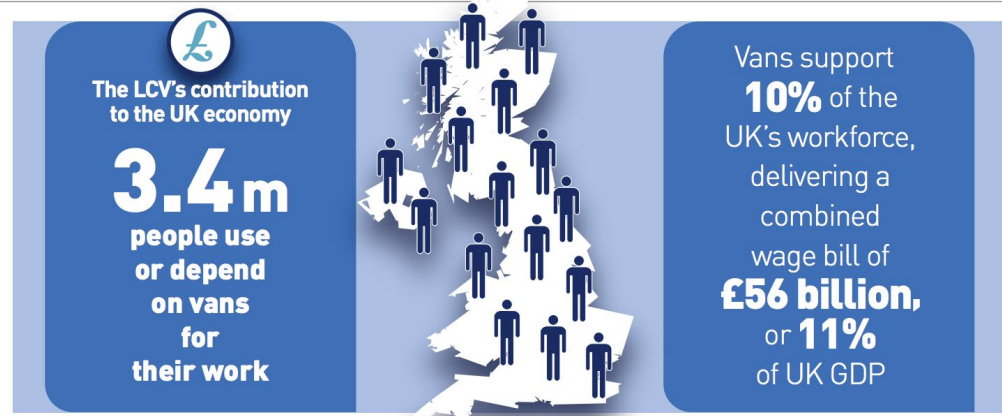 £
The LCV's contribution
to the UK economy
3.4m
people use
or depend
on vans
for
their work
Vans support
10% of the
UK's workforce,
delivering a
combined
wage bill of
£56 billion,
or 11%
of UK GDP